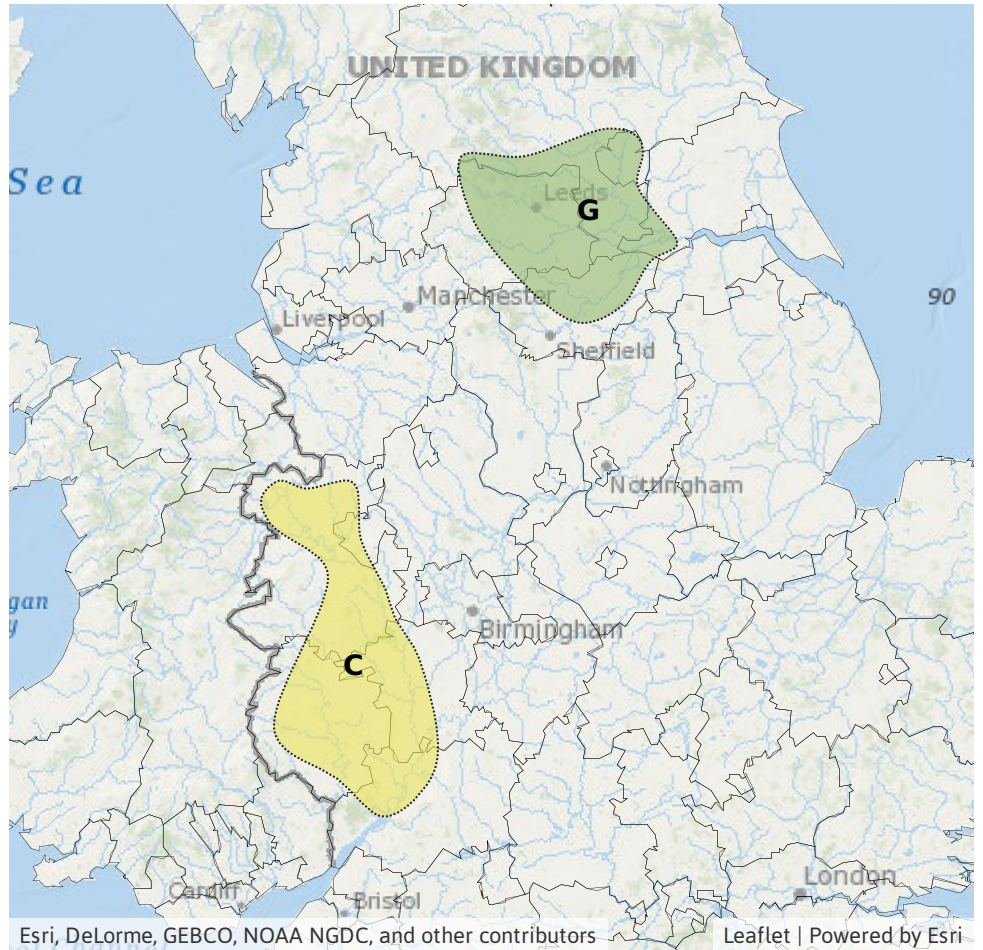 UNITED KINGDOM
Sea
Leeds
G
Manchester
90
Liverpool
Sheffield
Nottingham
gan
y
Birmingham
C
London
Cardiff
Bristol
Esri, DeLorme, GEBCO, NOAA NGDC, and other contributors
Leaflet | Powered by Esri